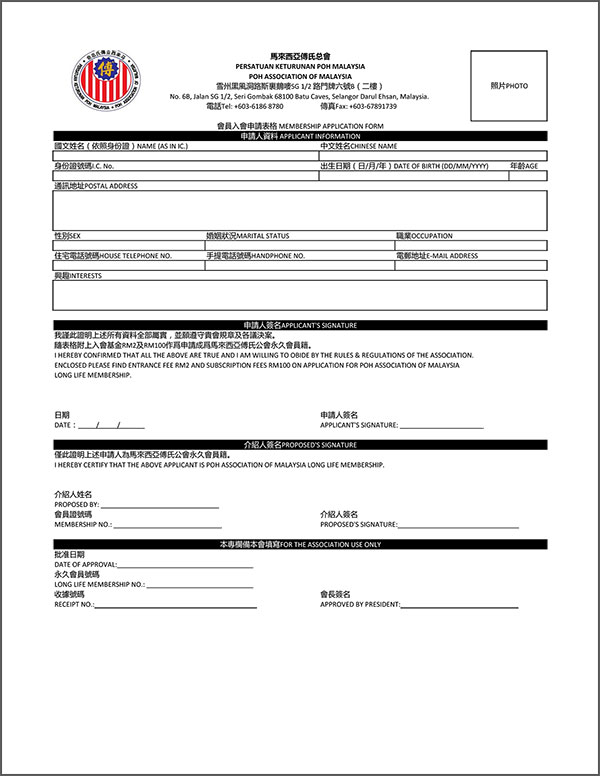 傅
馬來西亞傅氏总會
PERSATUAN KETURUNAN POH MALAYSIA
POH ASSOCIATION OF MALAYSIA
雪州黑風洞路斯裏鵝嘜SG 1/2 路門牌六號B（二樓）
No. 6B, Jalan SG 1/2, Seri Gombak 68100 Batu Caves, Selangor Darul Ehsan, Malaysia.
電話Tel: +603-6186 8780 傳真Fax: +603-67891739
照片PHOTO
會員入會申請表格 MEMBERSHIP APPLICATION FORM
申請人資料 APPLICANT INFORMATION
國文姓名（依照身份證）NAME (AS IN IC.) 中文姓名CHINESE NAME
身份證號碼I.C. No. 出生日期（日/月/年）DATE OF BIRTH (DD/MM/YYYY) 年齡AGE
通訊地址POSTAL ADDRESS
性別SEX 婚姻狀況MARITAL STATUS 職業OCCUPATION
住宅電話號碼HOUSE TELEPHONE NO. 手提電話號碼HANDPHONE NO. 電郵地址E-MAIL ADDRESS
興趣INTERESTS
申請人簽名APPLICANT'S SIGNATURE
我謹此證明上述所有資料全部屬實，並願遵守貴會規章及各議決案。
隨表格附上入會基金RM2及RM100作爲申請成爲馬來西亞傅氏公會永久會員籍。
I HEREBY CONFIRMED THAT ALL THE ABOVE ARE TRUE AND I AM WILLING TO OBIDE BY THE RULES & REGULATIONS OF THE ASSOCIATION.
ENCLOSED PLEASE FIND ENTRANCE FEE RM2 AND SUBSCRIPTION FEES RM100 ON APPLICATION FOR POH ASSOCIATION OF MALAYSIA
LONG LIFE MEMBERSHIP.
日期 申請人簽名
DATE : ____/____/____ APPLICANT'S SIGNATURE: ____________________
介紹人簽名PROPOSED'S SIGNATURE
僅此證明上述申請人為馬來西亞傅氏公會永久會員籍。
I HEREBY CERTIFY THAT THE ABOVE APPLICANT IS POH ASSOCIATION OF MALAYSIA LONG LIFE MEMBERSHIP.
介紹人姓名
PROPOSED BY: ____________________
會員證號碼 介紹人簽名
MEMBERSHIP NO.: ____________________ PROPOSED'S SIGNATURE:____________________
本專欄備本會填寫FOR THE ASSOCIATION USE ONLY
批准日期
DATE OF APPROVAL:____________________
永久會員號碼
LONG LIFE MEMBERSHIP NO.: ____________________
收據號碼 會長簽名
RECEIPT NO.:____________________ APPROVED BY PRESIDENT:____________________